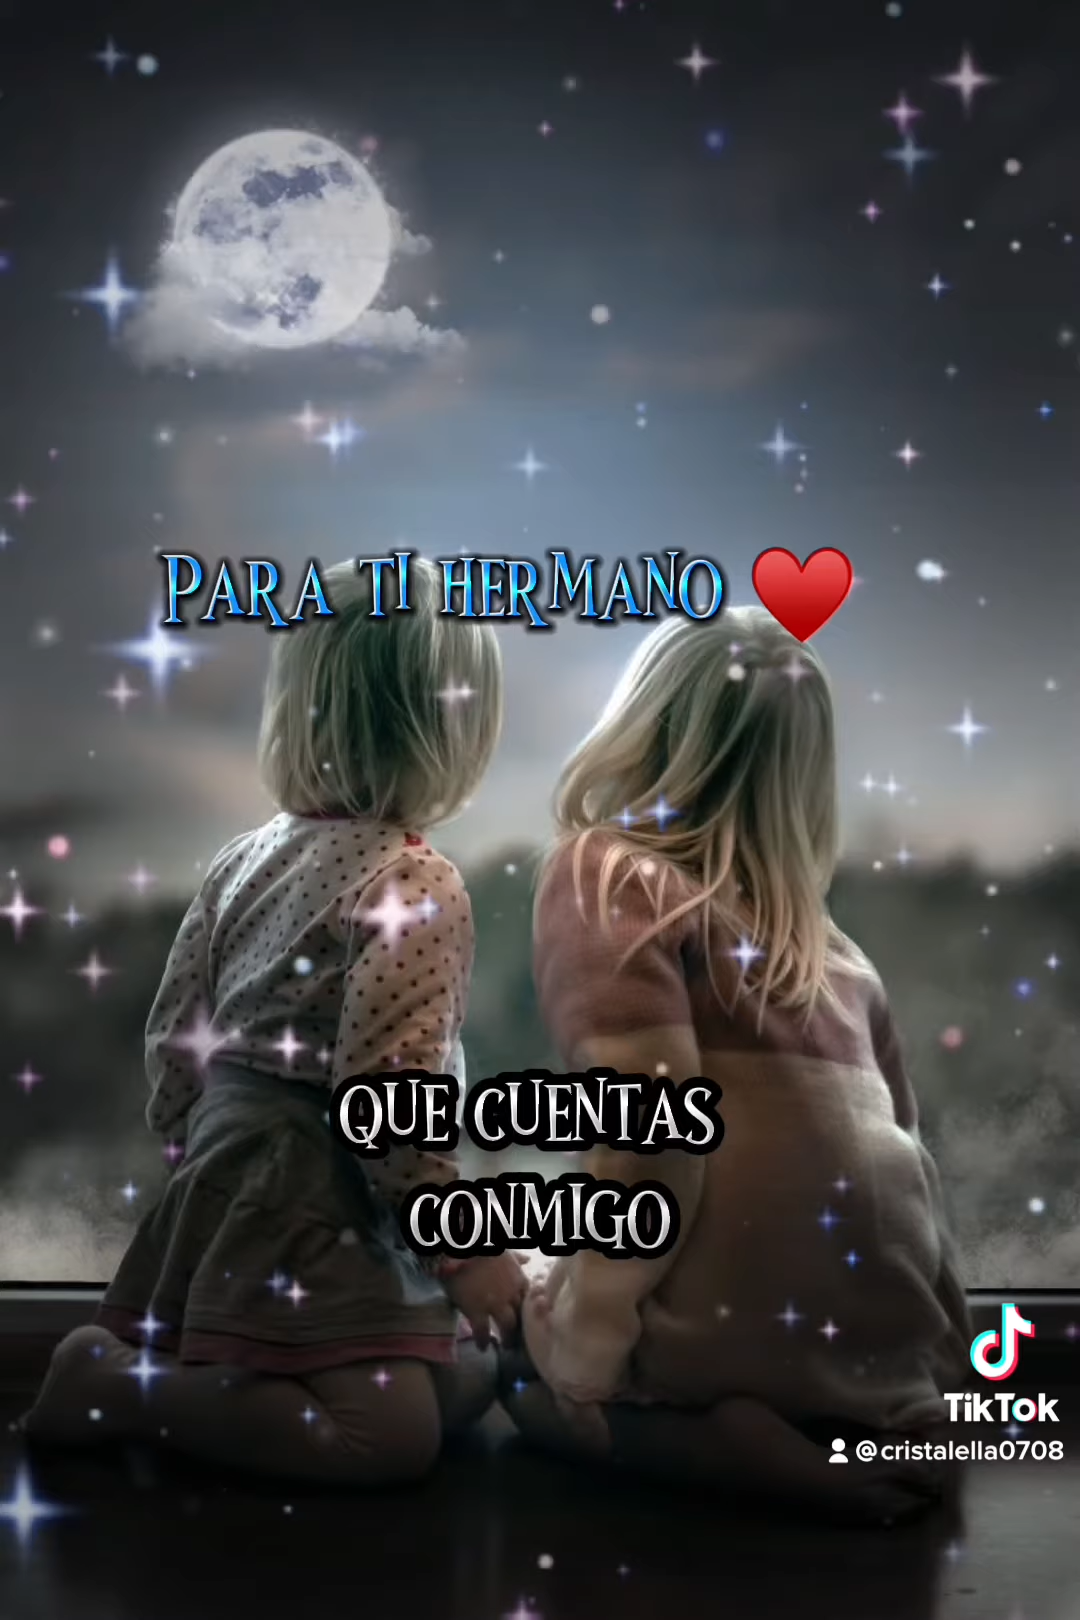 PARA TI HERMANO ♥️
QUE CUENTAS
CONMIGO
TikTok
@cristalella0708